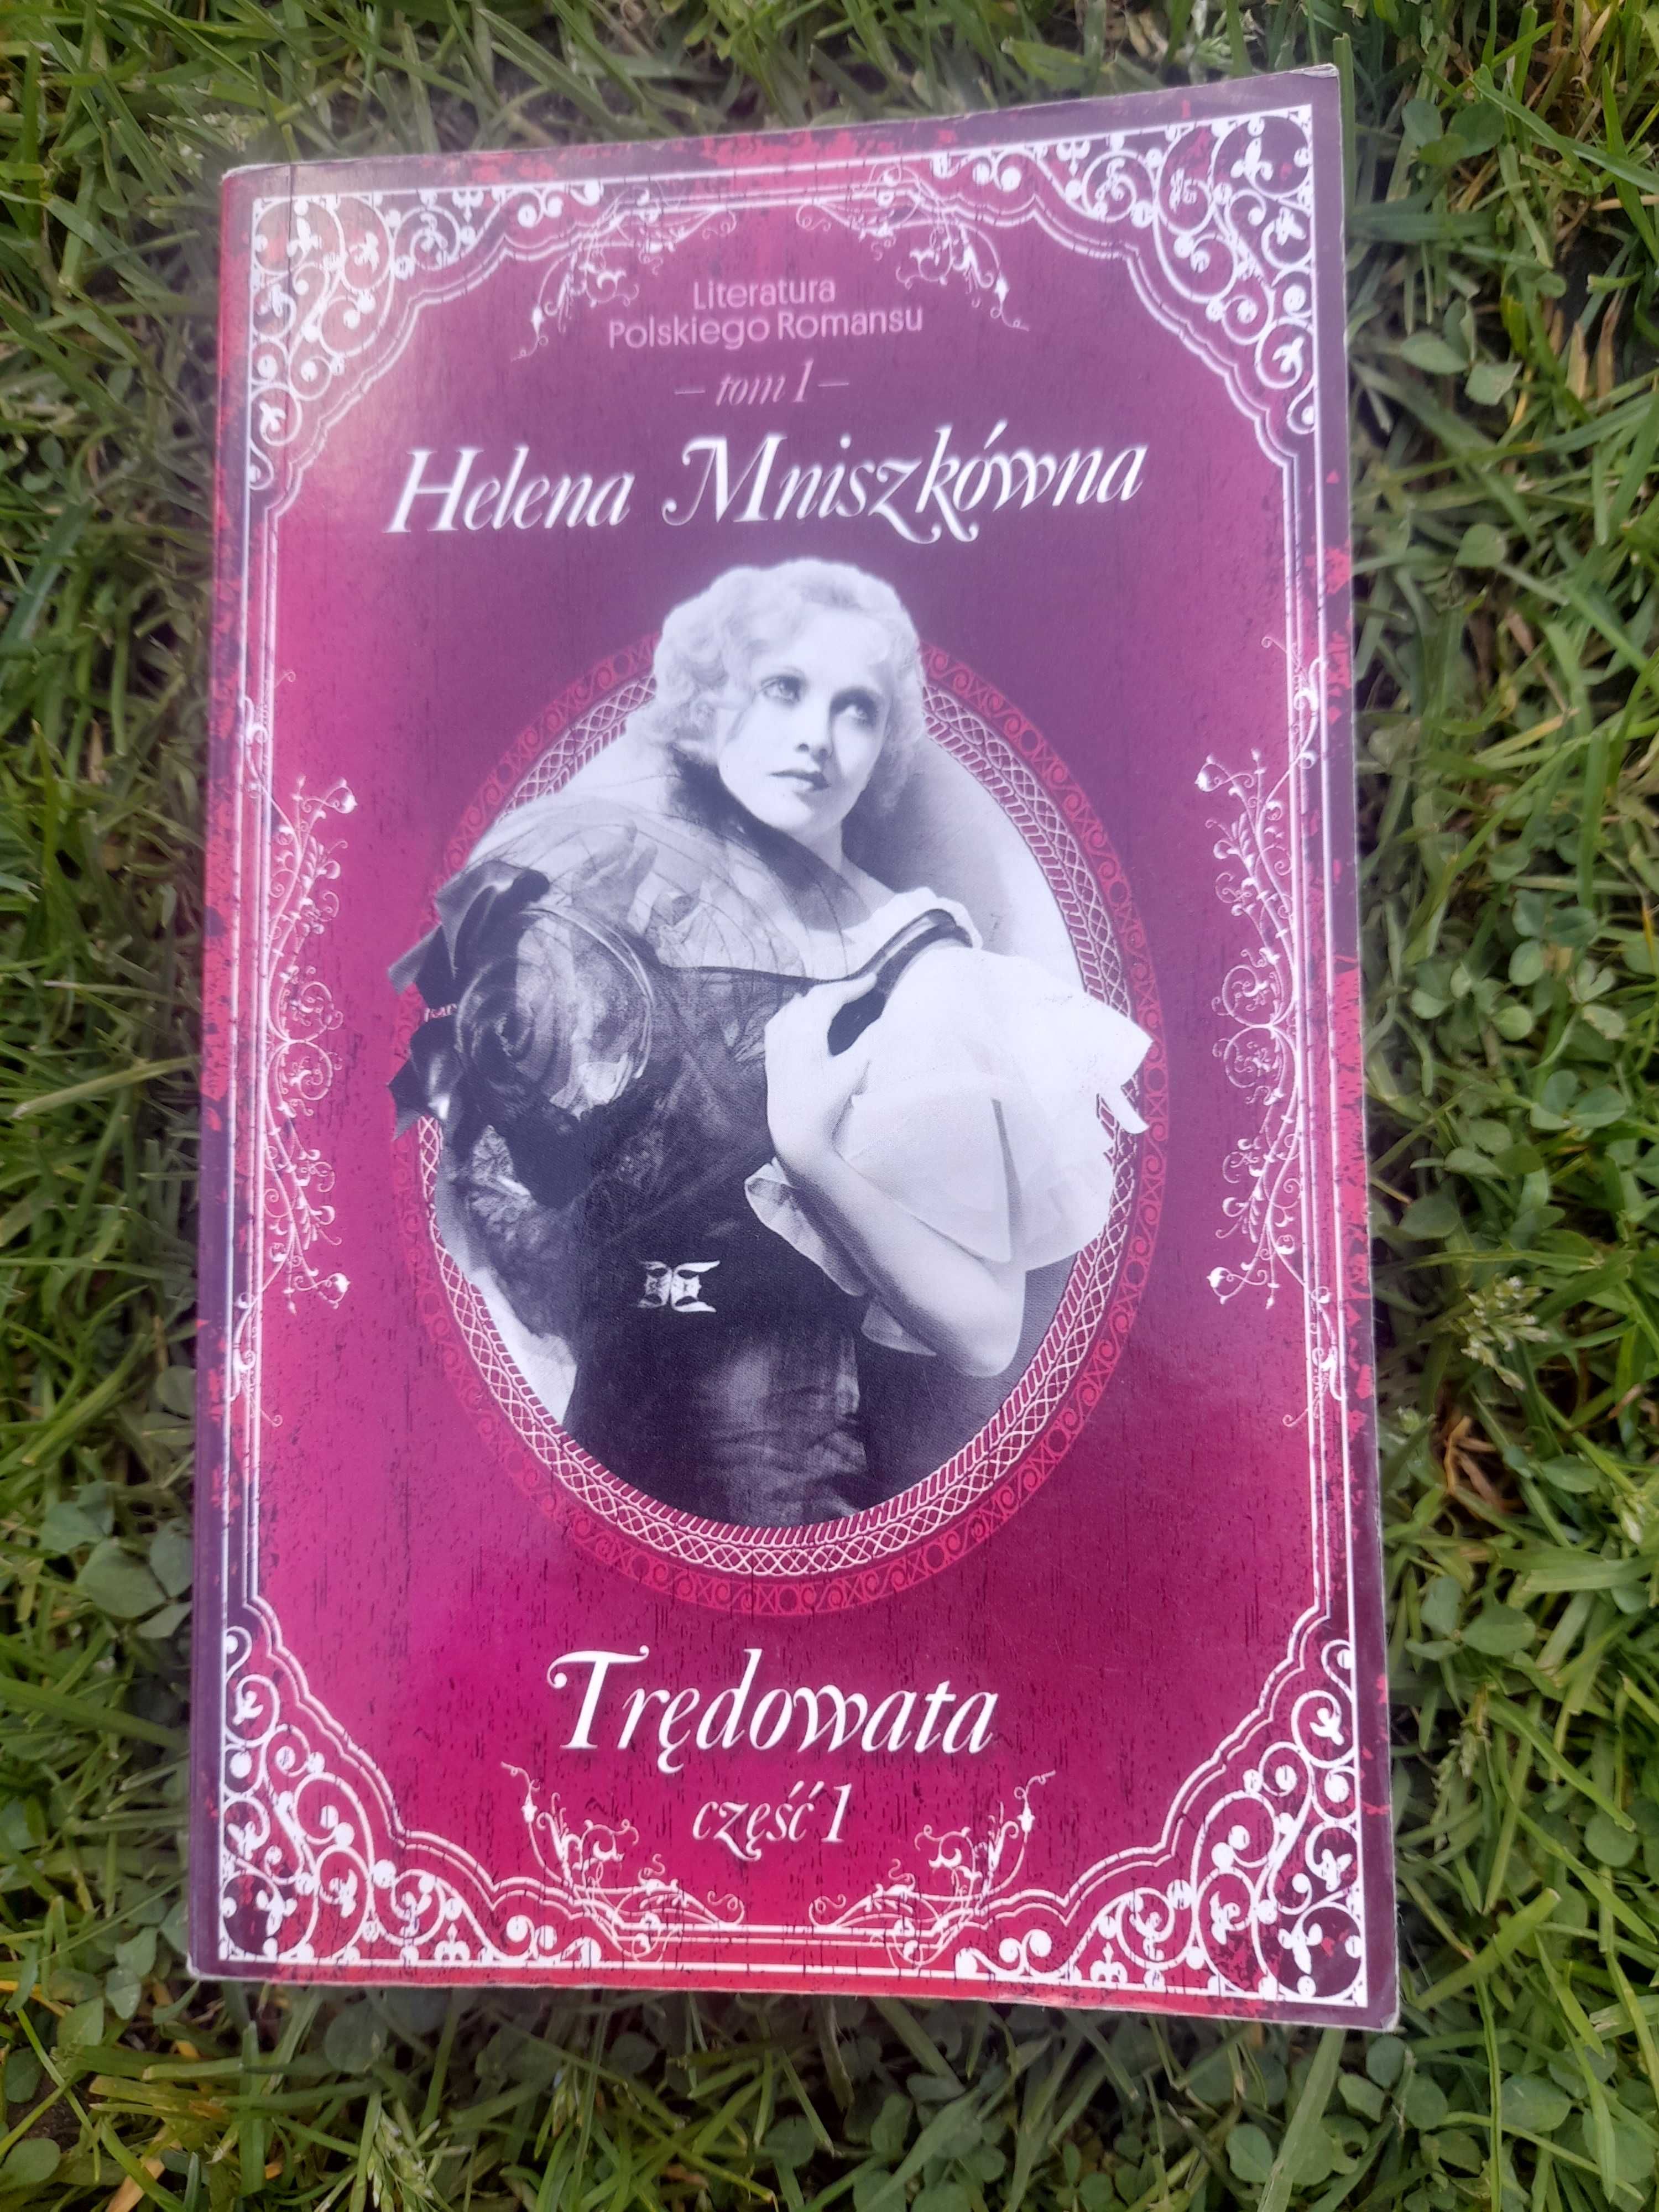 Literatura
Polskiego Romansu
– tom 1 –
Helena Mniszkówna
Trędowata
część 1